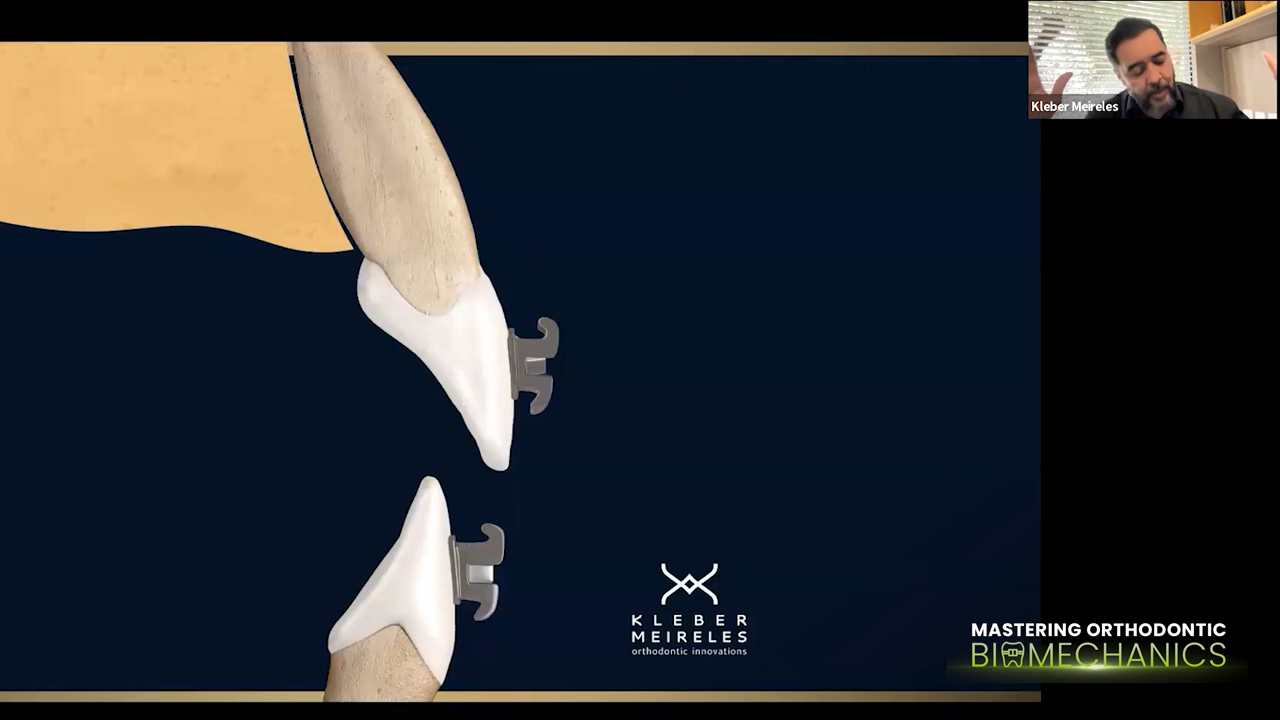 Kleber Meireles
KLEBER
MEIRELES
orthodontic innovations
MASTERING ORTHODONTIC
BIOMECHANICS